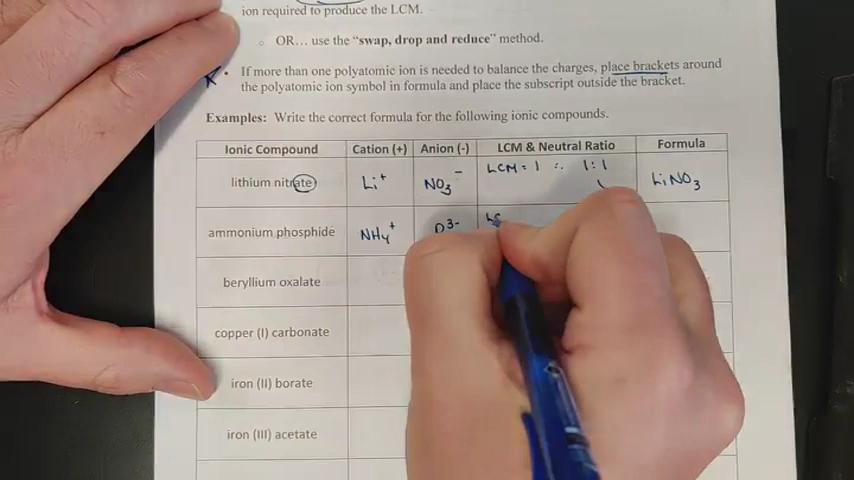 ion required to produce the LCM.
○ OR... use the “swap, drop and reduce” method.
• If more than one polyatomic ion is needed to balance the charges, place brackets around
the polyatomic ion symbol in formula and place the subscript outside the bracket.
Examples: Write the correct formula for the following ionic compounds.
Ionic Compound Cation (+) Anion (-) LCM & Neutral Ratio Formula
lithium nitrate Li⁺ NO₃⁻ LCM = 1 ∴ 1:1 LiNO₃
ammonium phosphide NH₄⁺ P³⁻ LC
beryllium oxalate
copper (I) carbonate
iron (II) borate
iron (III) acetate